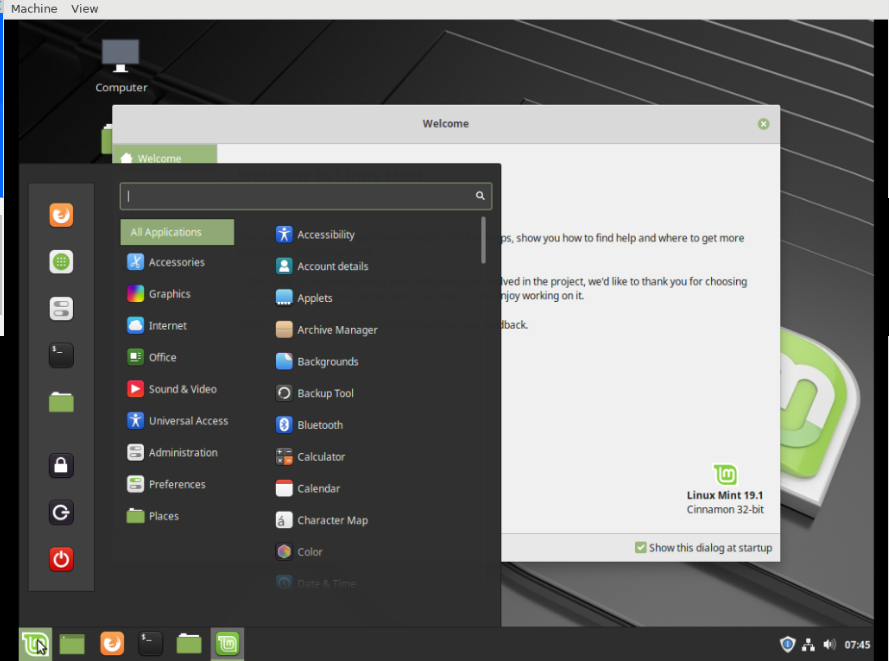 Machine View
Computer
Welcome
Welcome
ps, show you how to find help and where to get more
lved in the project, we'd like to thank you for choosing
njoy working on it.
dback.
All Applications
Accessories
Graphics
Internet
Office
Sound & Video
Universal Access
Administration
Preferences
Places
Accessibility
Account details
Applets
Archive Manager
Backgrounds
Backup Tool
Bluetooth
Calculator
Calendar
Character Map
Color
Date & Time
Linux Mint 19.1
Cinnamon 32-bit
Show this dialog at startup
07:45